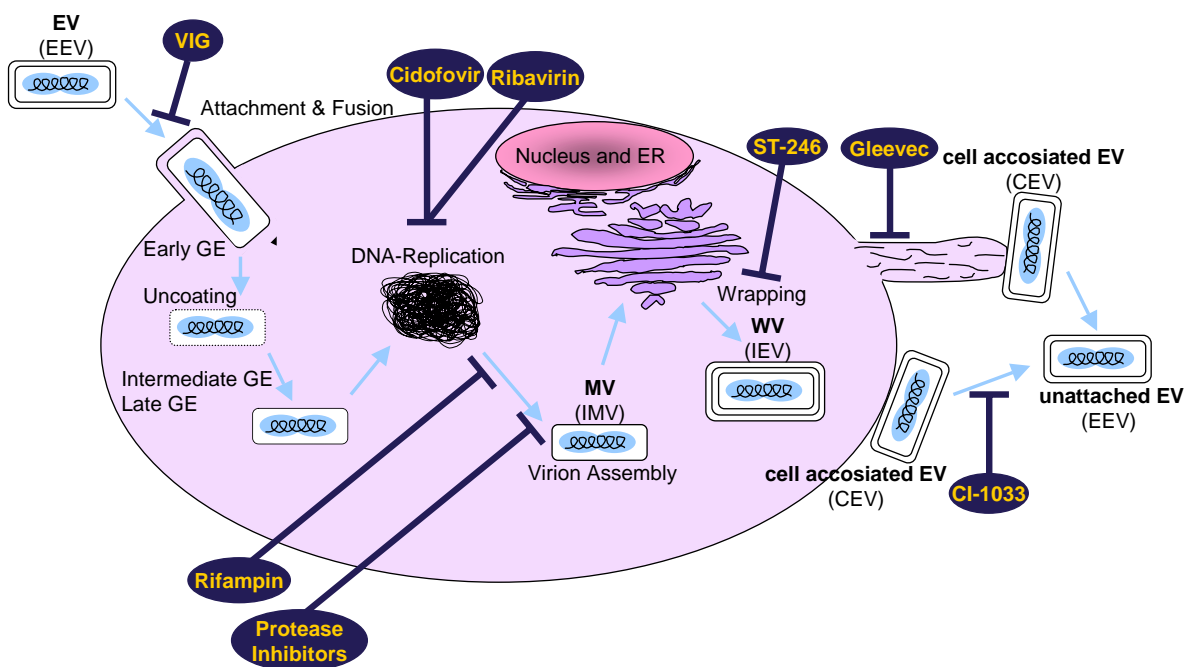 EV
(EEV)
VIG
Attachment & Fusion
Cidofovir
Ribavirin
Nucleus and ER
ST-246
Gleevec
cell accosiated EV
(CEV)
Early GE
DNA-Replication
Uncoating
Wrapping
WV
(IEV)
Intermediate GE
Late GE
MV
(IMV)
Virion Assembly
unattached EV
(EEV)
cell accosiated EV
(CEV)
CI-1033
Rifampin
Protease
Inhibitors